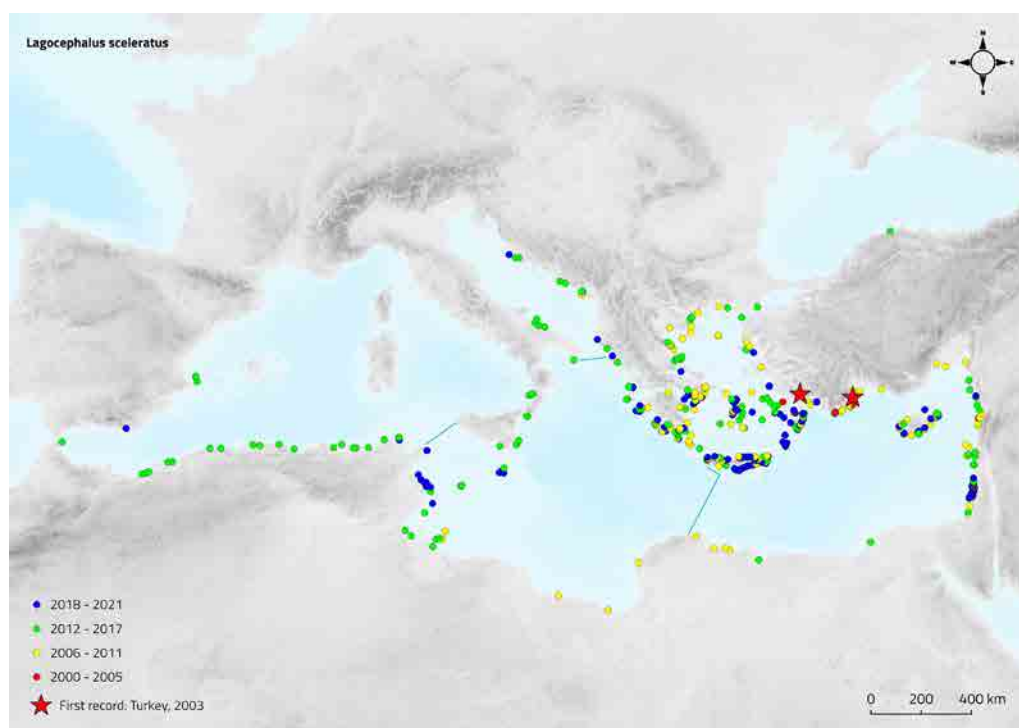 Lagocephalus sceleratus
N
W E
S
2018 - 2021
2012 - 2017
2006 - 2011
2000 - 2005
First record: Turkey, 2003
0 200 400 km